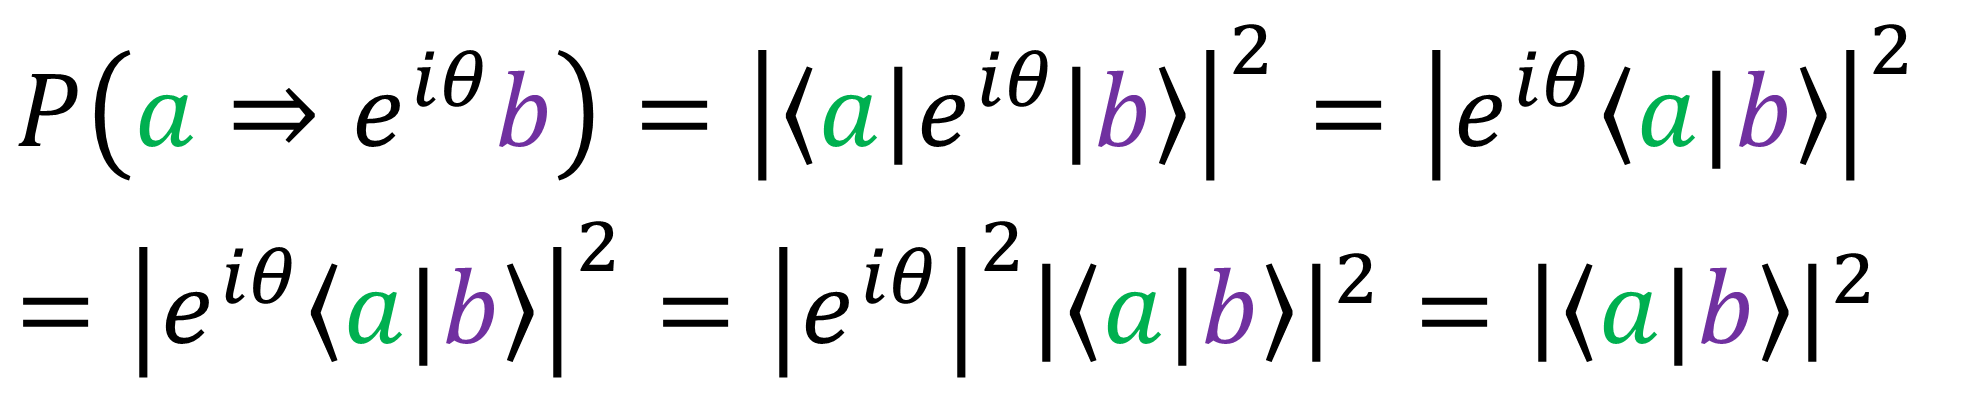 P(a ⇒ e^{iθ} b) = |⟨a|e^{iθ}|b⟩|² = |e^{iθ}⟨a|b⟩|²
= |e^{iθ}⟨a|b⟩|² = |e^{iθ}|²|⟨a|b⟩|² = |⟨a|b⟩|²